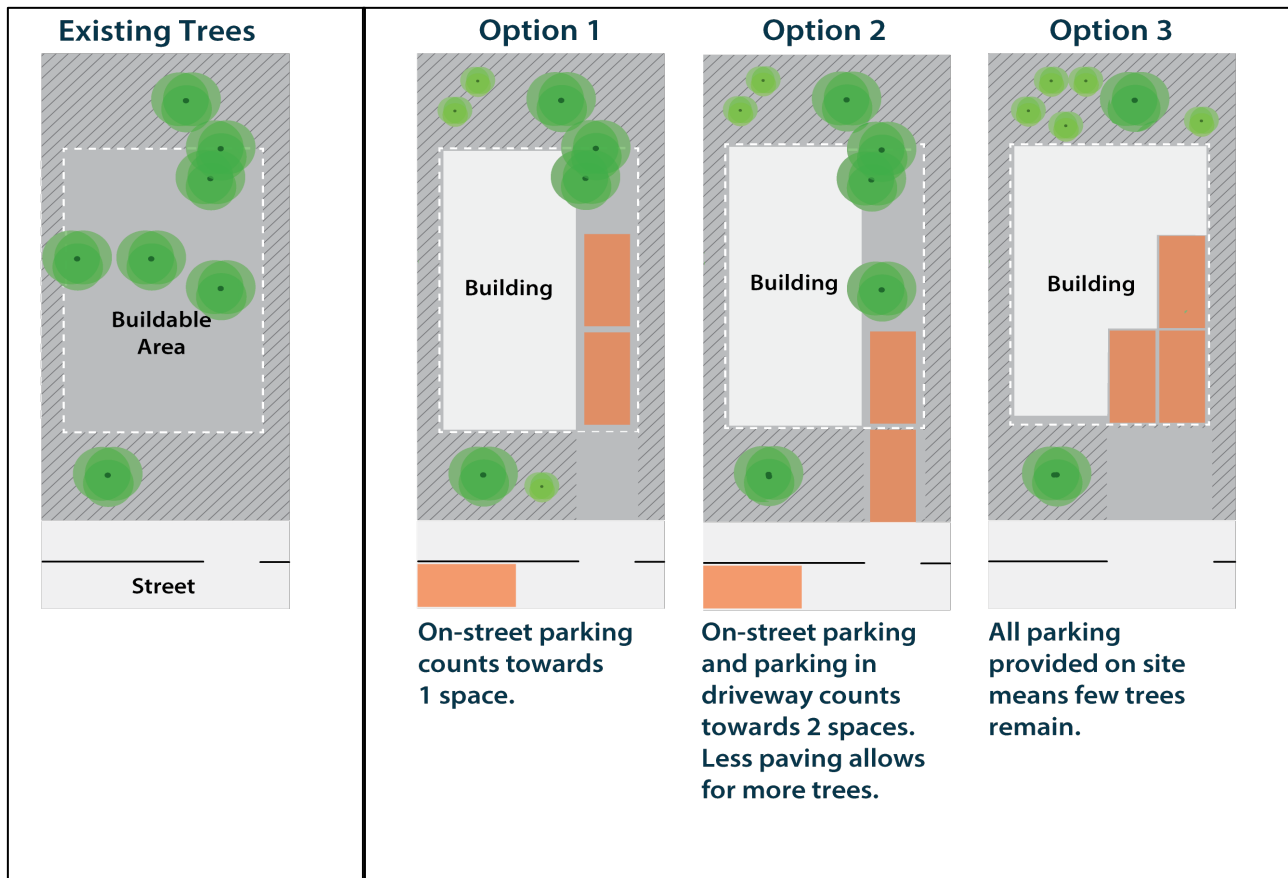 Existing Trees
Buildable
Area
Street
Option 1
Building
On-street parking
counts towards
1 space.
Option 2
Building
On-street parking
and parking in
driveway counts
towards 2 spaces.
Less paving allows
for more trees.
Option 3
Building
All parking
provided on site
means few trees
remain.